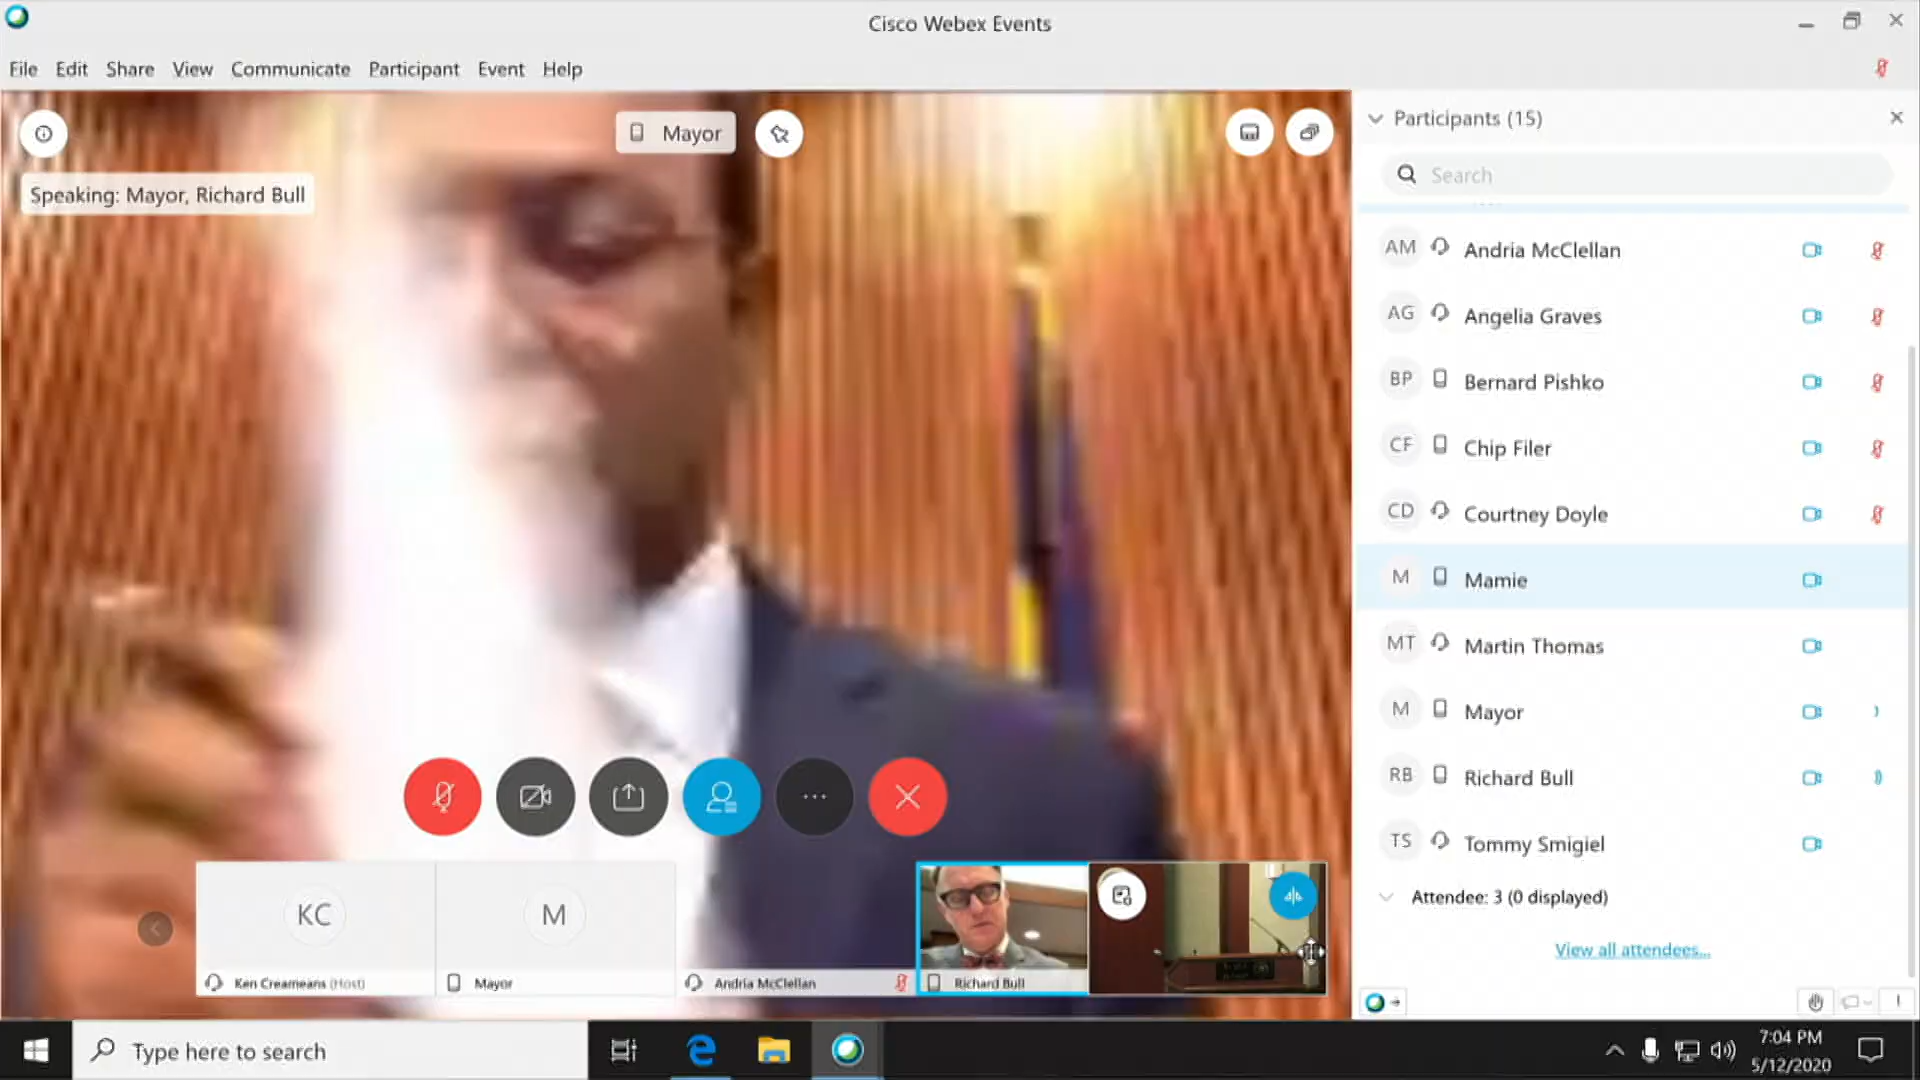 Cisco Webex Events
File Edit Share View Communicate Participant Event Help
Mayor
Speaking: Mayor, Richard Bull
Participants (15)
Search
AM Andria McClellan
AG Angelia Graves
BP Bernard Pishko
CF Chip Filer
CD Courtney Doyle
M Mamie
MT Martin Thomas
M Mayor
RB Richard Bull
TS Tommy Smigiel
Attendee: 3 (0 displayed)
View all attendees...
KC
M
Ken Creameans (Host)
Mayor
Andria McClellan
Richard Bull
Type here to search
7:04 PM
5/12/2020